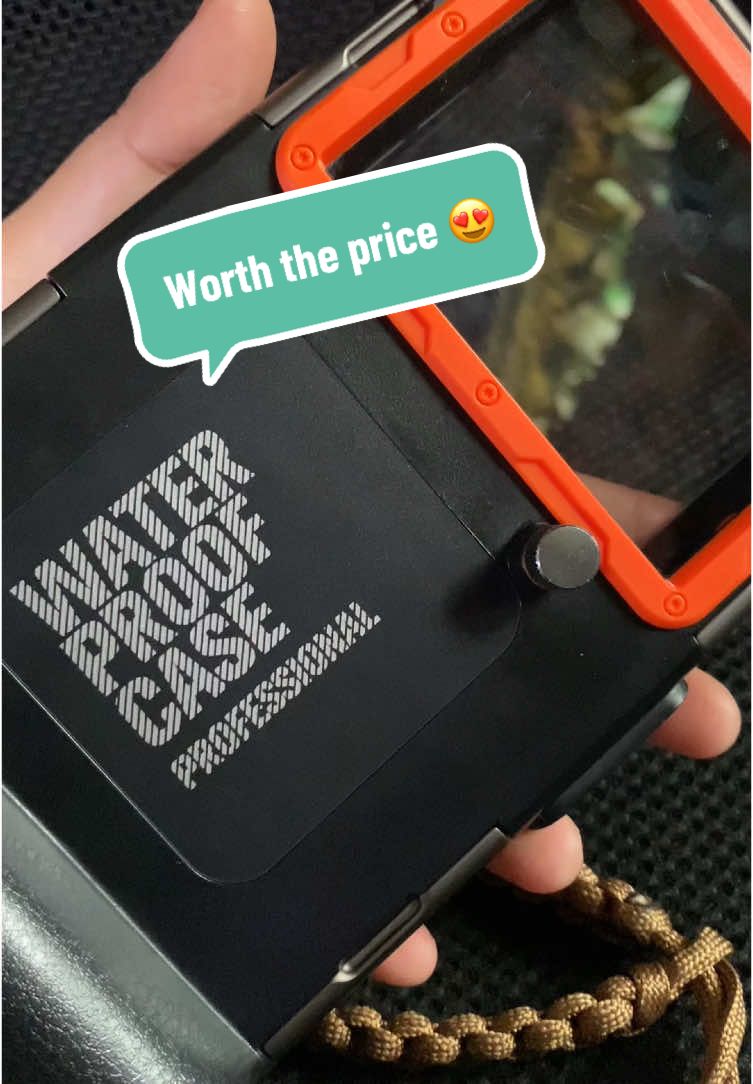 Worth the price 😍
WATER
PROOF
CASE
PROFESSIONAL